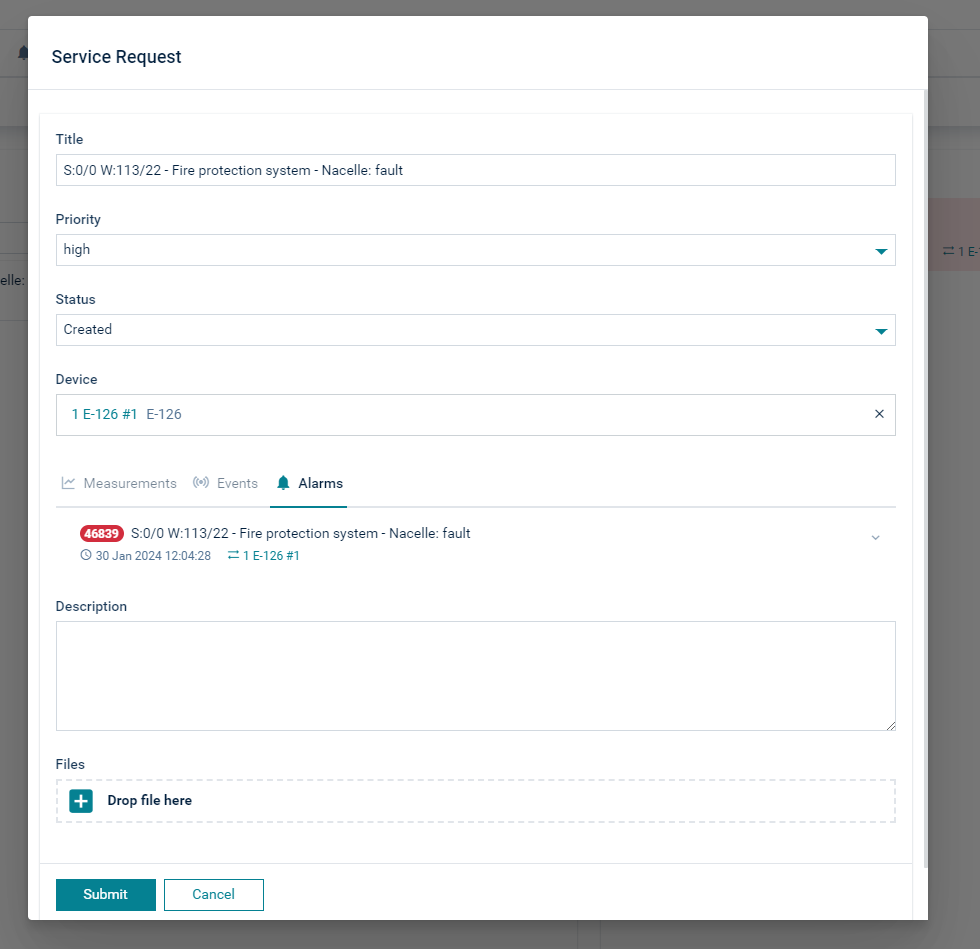 Service Request
Title
S:0/0 W:113/22 - Fire protection system - Nacelle: fault
Priority
high
Status
Created
elle:
1 E-
Device
1 E-126 #1 E-126
Measurements Events Alarms
46839 S:0/0 W:113/22 - Fire protection system - Nacelle: fault
30 Jan 2024 12:04:28 1 E-126 #1
Description
Files
Drop file here
Submit Cancel